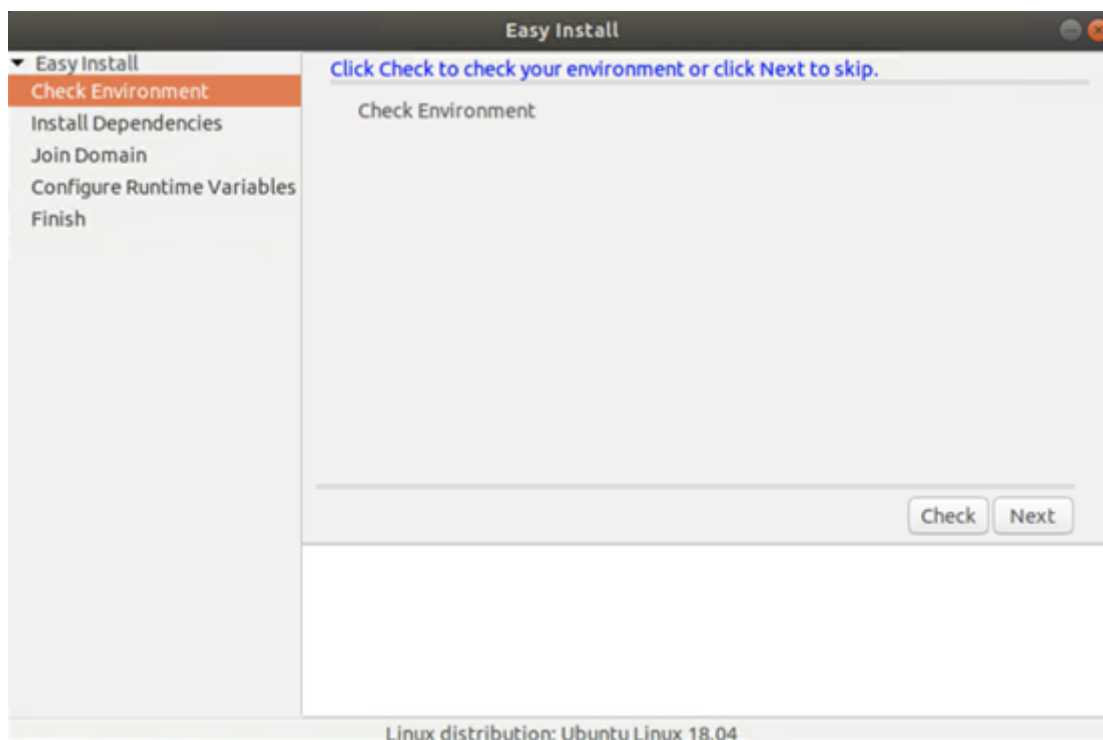 Easy Install
Easy Install
Check Environment
Install Dependencies
Join Domain
Configure Runtime Variables
Finish
Click Check to check your environment or click Next to skip.
Check Environment
Check Next
Linux distribution: Ubuntu Linux 18.04